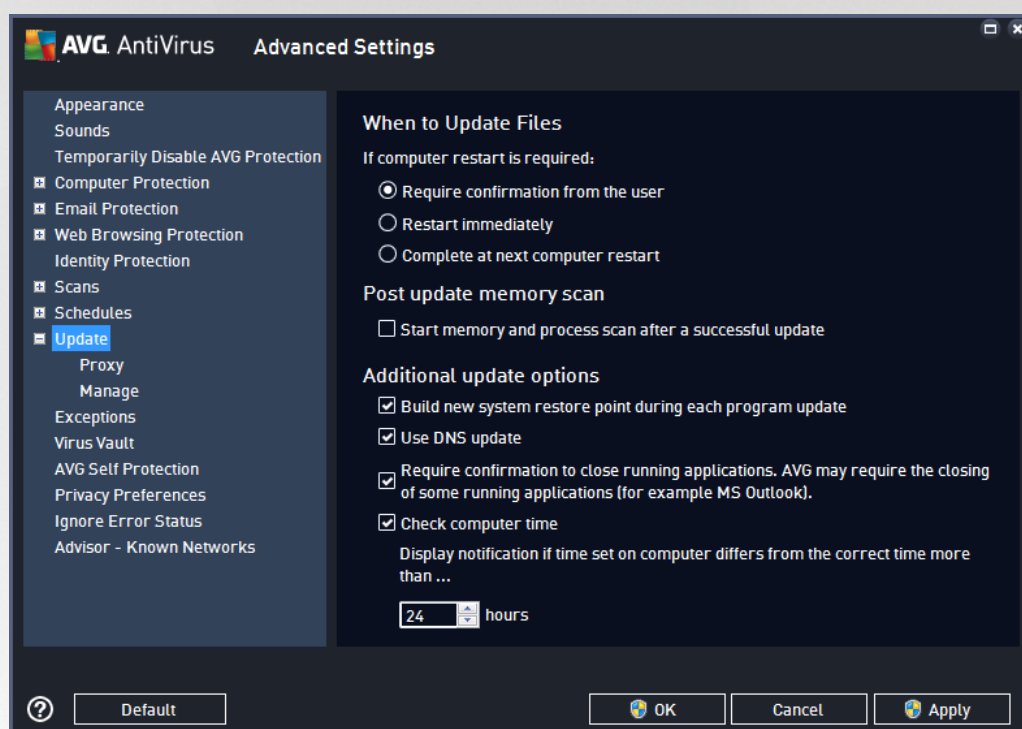 AVG. AntiVirus Advanced Settings
Appearance
Sounds
Temporarily Disable AVG Protection
Computer Protection
Email Protection
Web Browsing Protection
Identity Protection
Scans
Schedules
Update
Proxy
Manage
Exceptions
Virus Vault
AVG Self Protection
Privacy Preferences
Ignore Error Status
Advisor - Known Networks
When to Update Files
If computer restart is required:
Require confirmation from the user
Restart immediately
Complete at next computer restart
Post update memory scan
Start memory and process scan after a successful update
Additional update options
Build new system restore point during each program update
Use DNS update
Require confirmation to close running applications. AVG may require the closing
of some running applications (for example MS Outlook).
Check computer time
Display notification if time set on computer differs from the correct time more
than ...
24 hours
? Default OK Cancel Apply